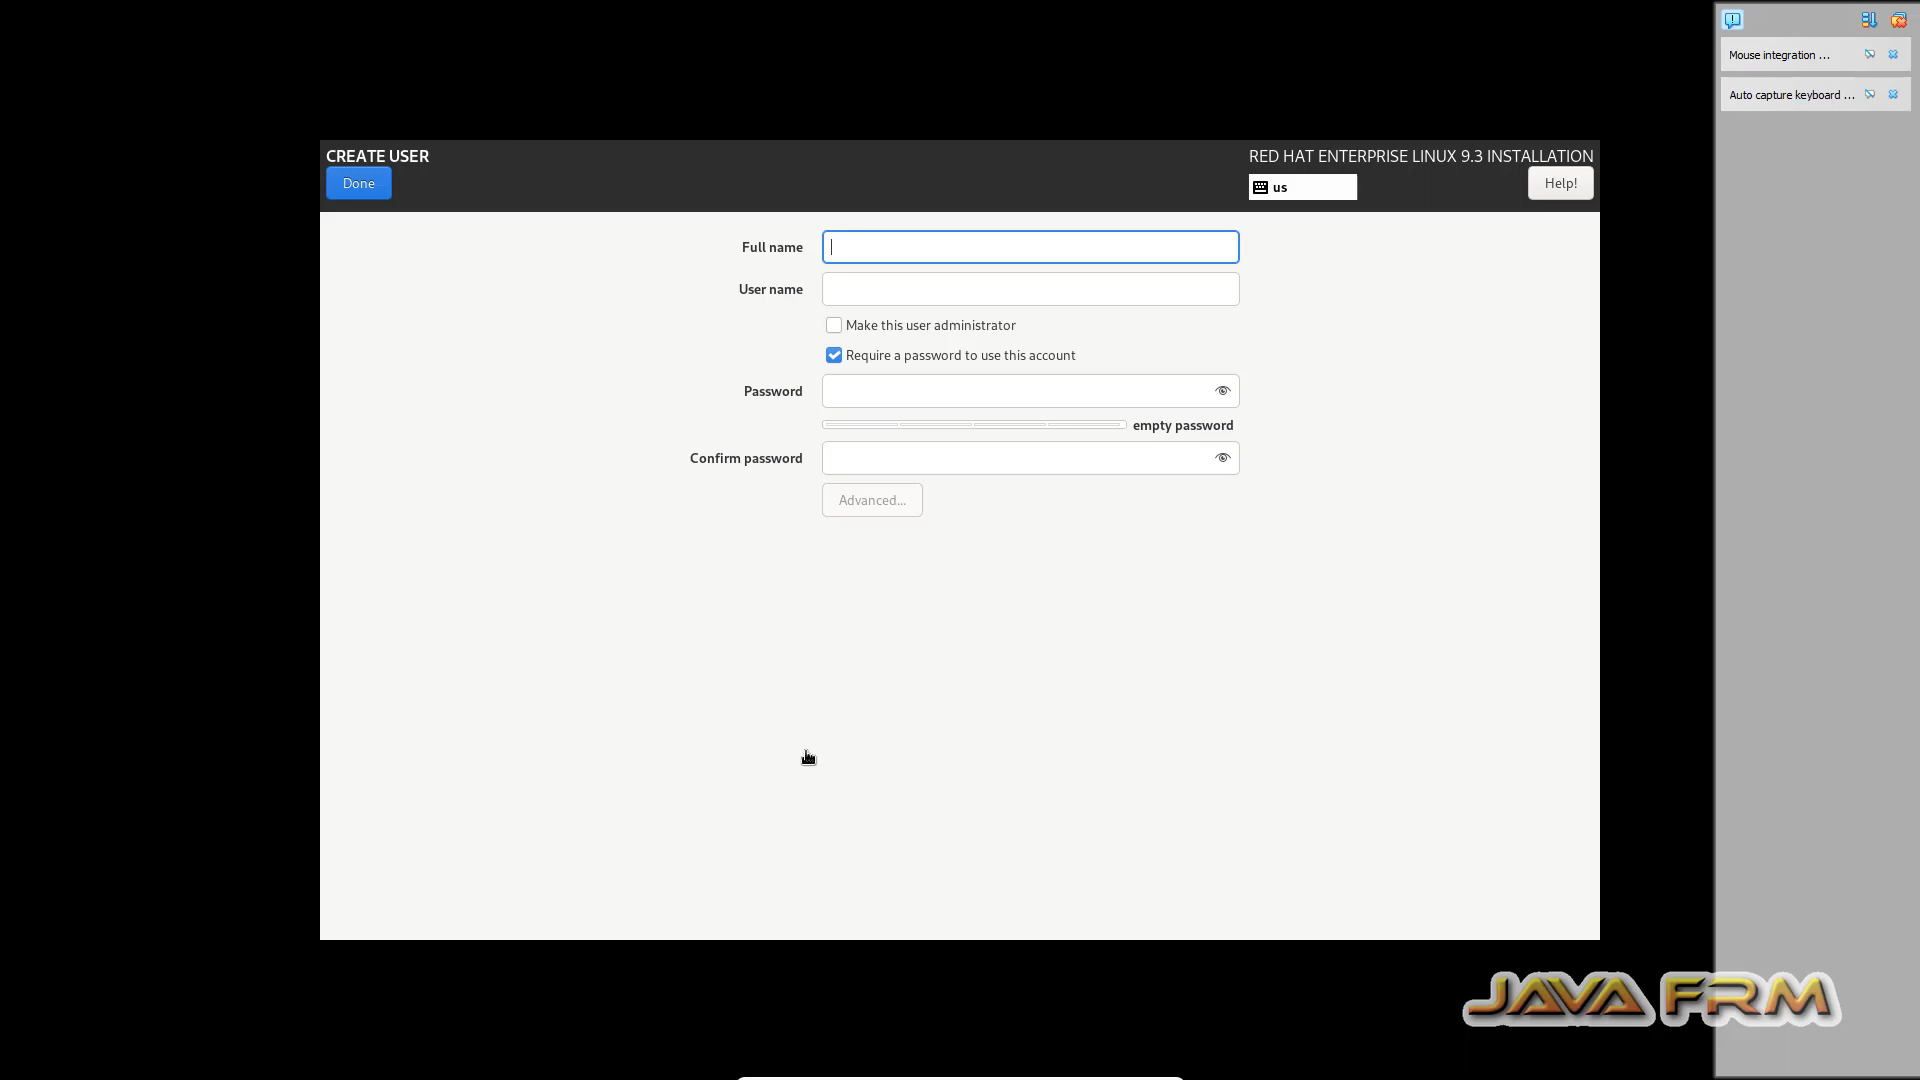 CREATE USER
Done
RED HAT ENTERPRISE LINUX 9.3 INSTALLATION
us
Help!
Full name
User name
Make this user administrator
Require a password to use this account
Password
empty password
Confirm password
Advanced...
Mouse integration ...
Auto capture keyboard ...
JAVA FRM